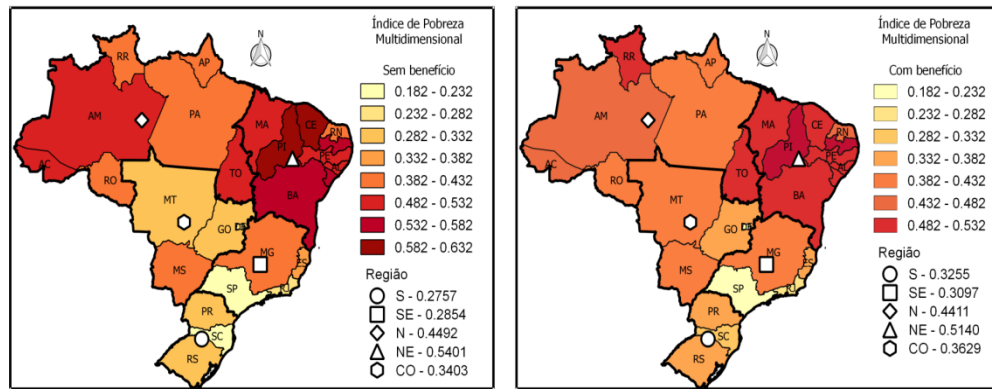 Índice de Pobreza
Multidimensional
Sem benefício
0.182 - 0.232
0.232 - 0.282
0.282 - 0.332
0.332 - 0.382
0.382 - 0.432
0.482 - 0.532
0.532 - 0.582
0.582 - 0.632
Região
S - 0.2757
SE - 0.2854
N - 0.4492
NE - 0.5401
CO - 0.3403
N
RR
AP
AM
PA
MA
CE
PI
PE
AC
RO
TO
BA
MT
GO
MG
MS
SP
RJ
PR
SC
RS
Índice de Pobreza
Multidimensional
Com benefício
0.182 - 0.232
0.232 - 0.282
0.282 - 0.332
0.332 - 0.382
0.382 - 0.432
0.432 - 0.482
0.482 - 0.532
Região
S - 0.3255
SE - 0.3097
N - 0.4411
NE - 0.5140
CO - 0.3629
N
RR
AP
AM
PA
MA
CE
RN
PI
PE
AC
RO
TO
BA
MT
GO
MG
ES
MS
SP
RJ
PR
SC
RS